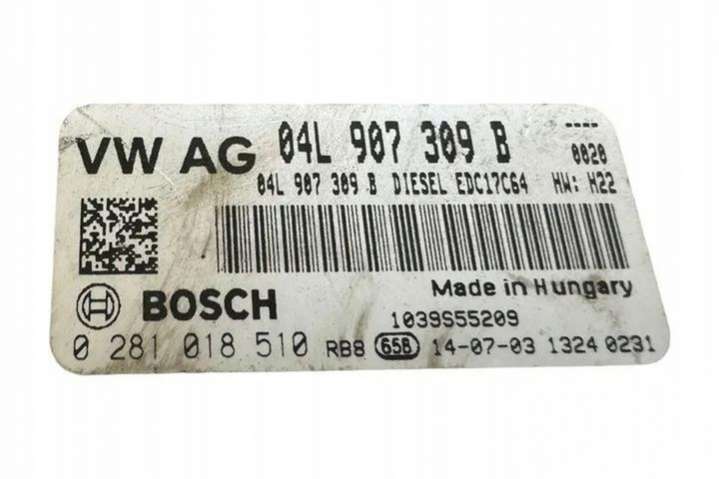 VW AG 04L 907 309 B ----
0020
04L 907 309 B DIESEL EDC17C64 HW: H22
Made in Hungary
BOSCH
1039S55209
0 281 018 510 RB8 65B 14-07-03 1324 0231